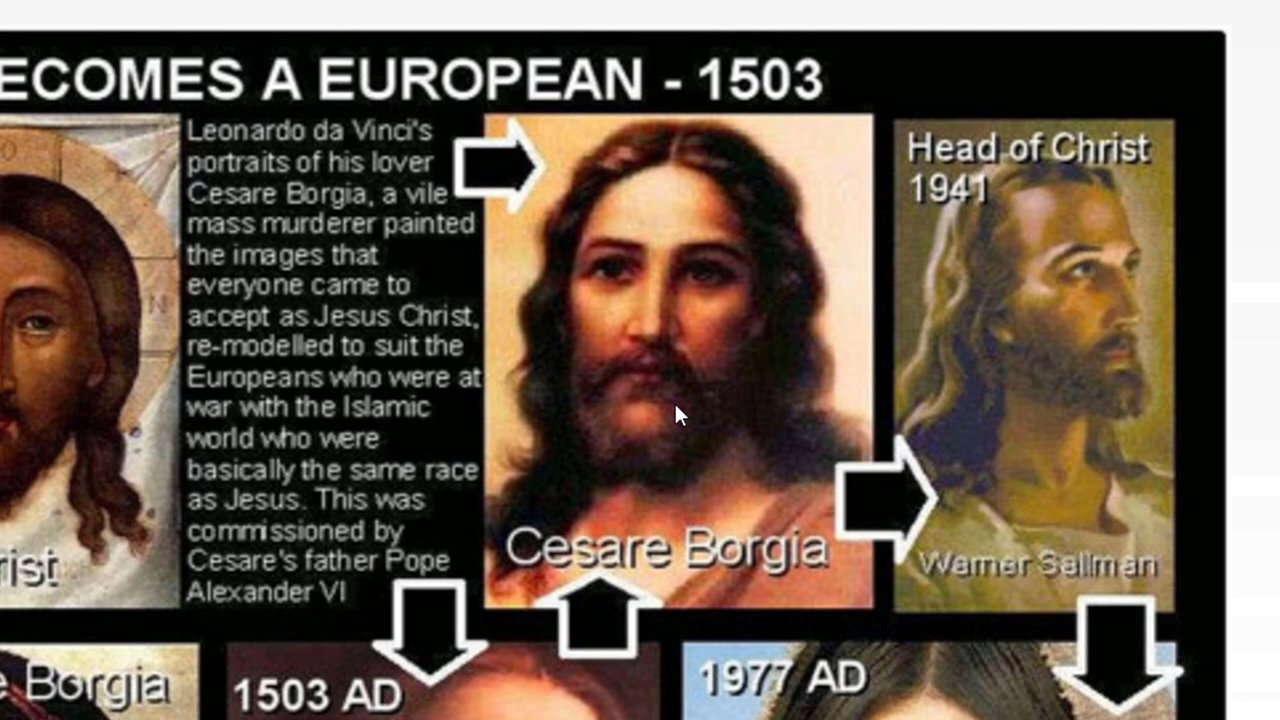 ECOMES A EUROPEAN - 1503
Leonardo da Vinci's
portraits of his lover
Cesare Borgia, a vile
mass murderer painted
the images that
everyone came to
accept as Jesus Christ,
re-modelled to suit the
Europeans who were at
war with the Islamic
world who were
basically the same race
as Jesus. This was
commissioned by
Cesare's father Pope
Alexander VI
Cesare Borgia
Head of Christ
1941
Warner Sallman
rist
e Borgia
1503 AD
1977 AD